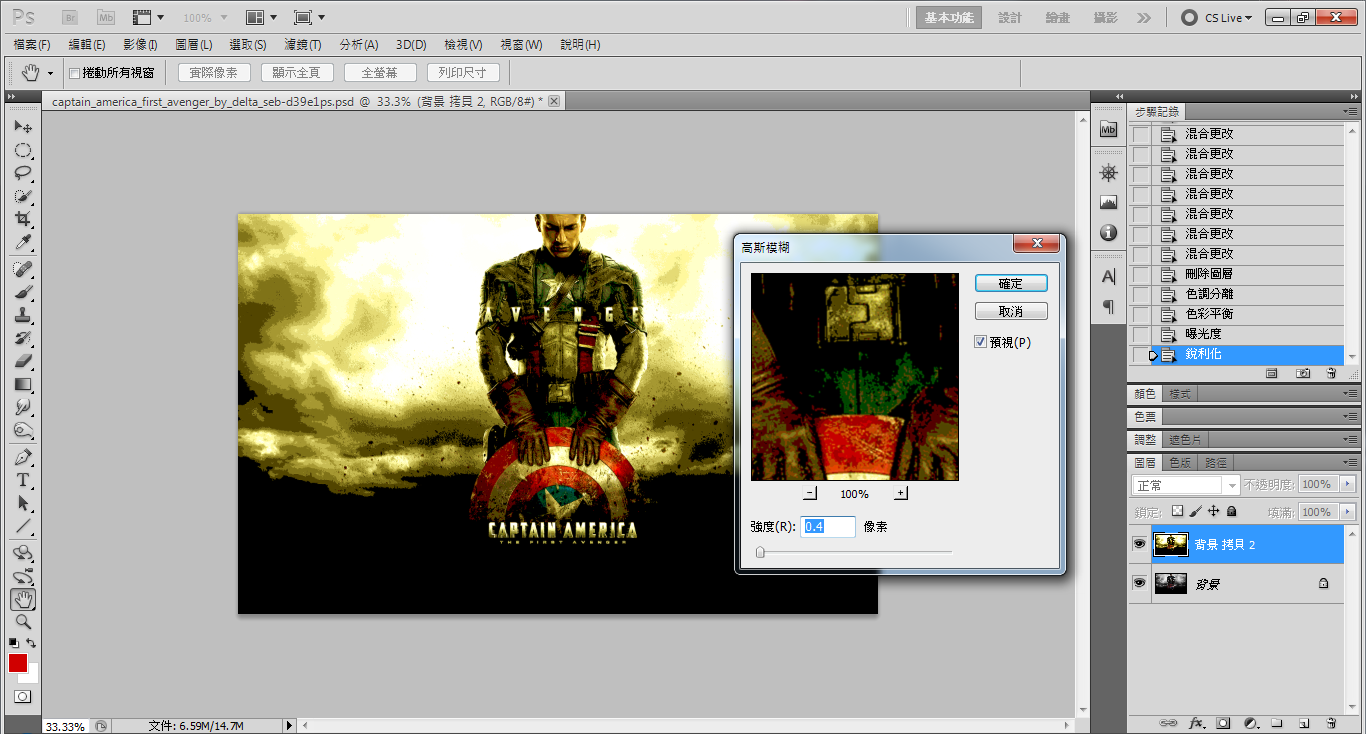 Ps Br Mb 100% 基本功能 設計 繪畫 攝影 CS Live
檔案(F) 編輯(E) 影像(I) 圖層(L) 選取(S) 濾鏡(T) 分析(A) 3D(D) 檢視(V) 視窗(W) 說明(H)
捲動所有視窗 實際像素 顯示全頁 全螢幕 列印尺寸
captain_america_first_avenger_by_delta_seb-d39e1ps.psd @ 33.3% (背景 拷貝 2, RGB/8#) *
步驟記錄
Mb
混合更改
混合更改
混合更改
混合更改
混合更改
混合更改
混合更改
刪除圖層
色調分離
色彩平衡
曝光度
銳利化
AVENGE
CAPTAIN AMERICA
THE FIRST AVENGER
高斯模糊
確定
取消
預視(P)
100%
強度(R): 0.4 像素
顏色 樣式
色票
調整 遮色片
圖層 色版 路徑
正常 不透明度: 100%
鎖定: 填滿: 100%
背景 拷貝 2
背景
33.33% 文件: 6.59M/14.7M